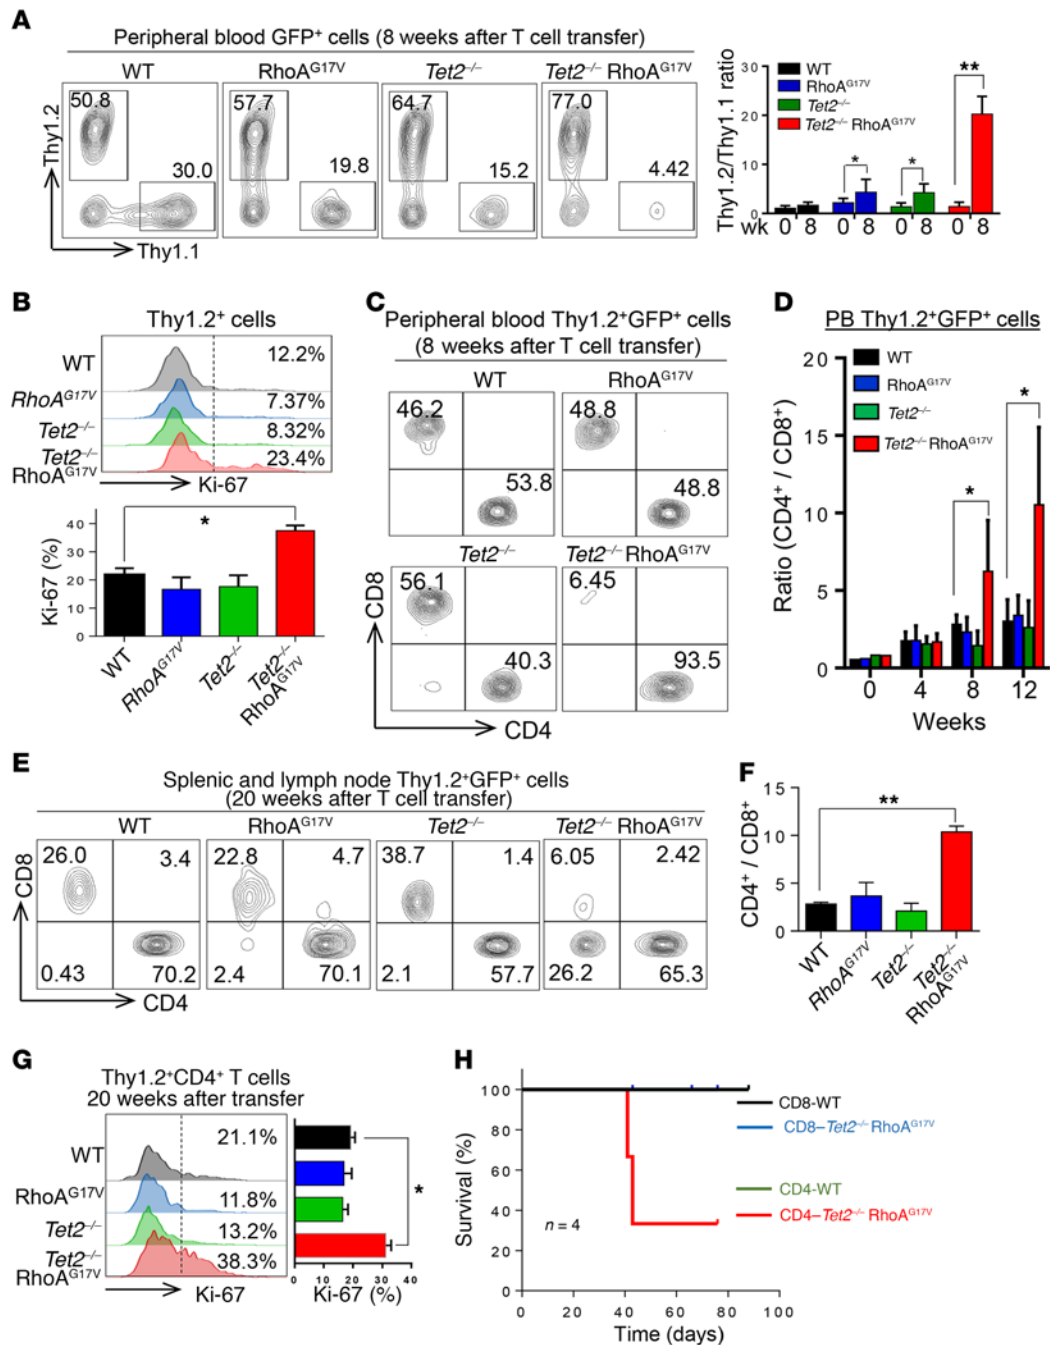 A
Peripheral blood GFP+ cells (8 weeks after T cell transfer)
WT RhoAG17V Tet2–/– Tet2–/– RhoAG17V
50.8 57.7 64.7 77.0
30.0 19.8 15.2 4.42
Thy1.2
Thy1.1
Thy1.2/Thy1.1 ratio
30
20
10
0
WT
RhoAG17V
Tet2–/–
Tet2–/– RhoAG17V
* * **
wk 0 8 0 8 0 8 0 8
B
Thy1.2+ cells
WT 12.2%
RhoAG17V 7.37%
Tet2–/– 8.32%
Tet2–/– RhoAG17V 23.4%
Ki-67
Ki-67 (%)
40
30
20
10
0
*
WT RhoAG17V Tet2–/– Tet2–/– RhoAG17V
C
Peripheral blood Thy1.2+GFP+ cells
(8 weeks after T cell transfer)
WT RhoAG17V
46.2 48.8
53.8 48.8
Tet2–/– Tet2–/– RhoAG17V
56.1 6.45
40.3 93.5
CD8
CD4
D
PB Thy1.2+GFP+ cells
Ratio (CD4+ / CD8+)
20
15
10
5
0
WT
RhoAG17V
Tet2–/–
Tet2–/– RhoAG17V
* *
0 4 8 12
Weeks
E
Splenic and lymph node Thy1.2+GFP+ cells
(20 weeks after T cell transfer)
WT RhoAG17V Tet2–/– Tet2–/– RhoAG17V
26.0 3.4 22.8 4.7 38.7 1.4 6.05 2.42
0.43 70.2 2.4 70.1 2.1 57.7 26.2 65.3
CD8
CD4
F
CD4+ / CD8+
15
10
5
0
**
WT RhoAG17V Tet2–/– Tet2–/– RhoAG17V
G
Thy1.2+CD4+ T cells
20 weeks after transfer
WT 21.1%
RhoAG17V 11.8%
Tet2–/– 13.2%
Tet2–/– RhoAG17V 38.3%
Ki-67
*
0 10 20 30 40
Ki-67 (%)
H
Survival (%)
100
80
60
40
20
0
n = 4
0 20 40 60 80 100
Time (days)
CD8-WT
CD8–Tet2–/– RhoAG17V
CD4-WT
CD4–Tet2–/– RhoAG17V